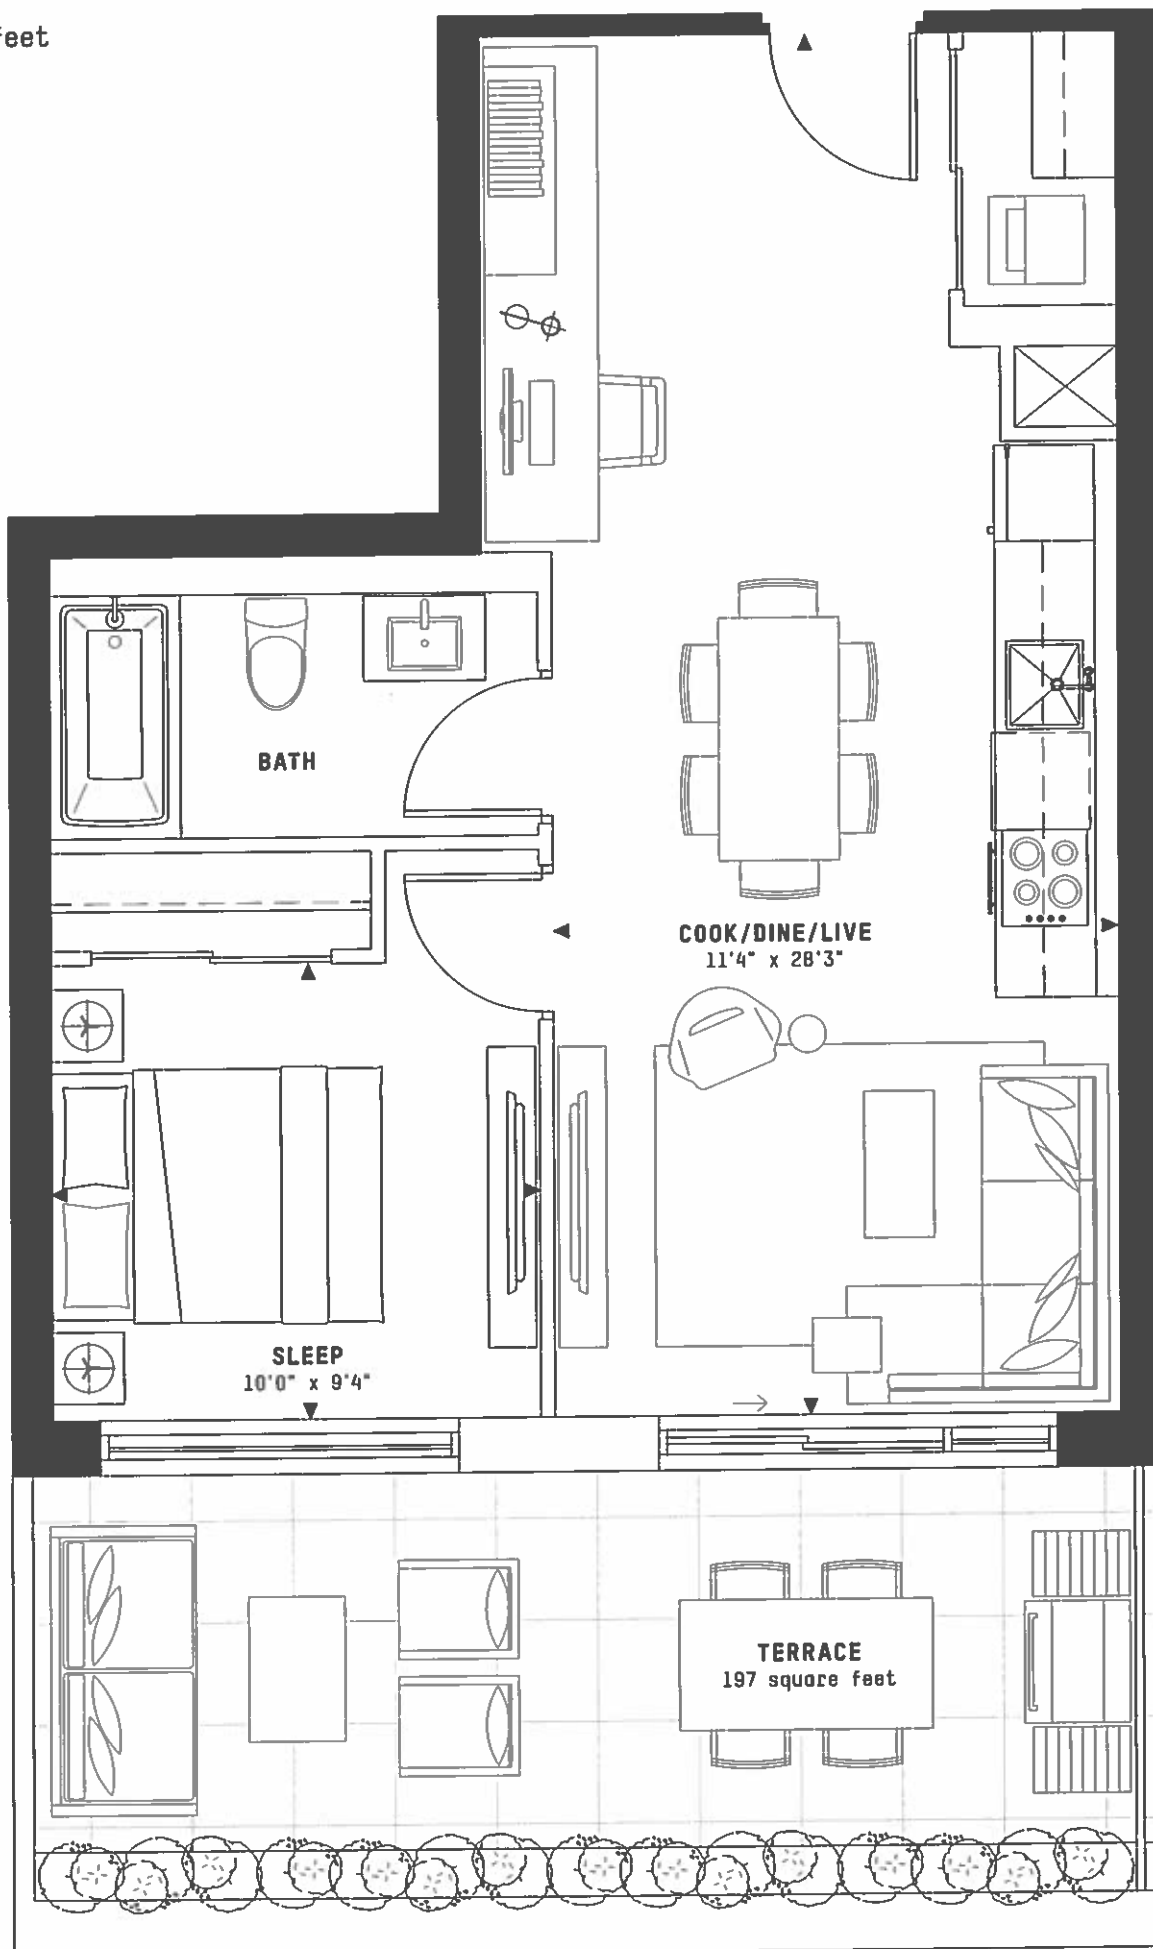 feet
BATH
COOK/DINE/LIVE
11'4" x 28'3"
SLEEP
10'0" x 9'4"
TERRACE
197 square feet